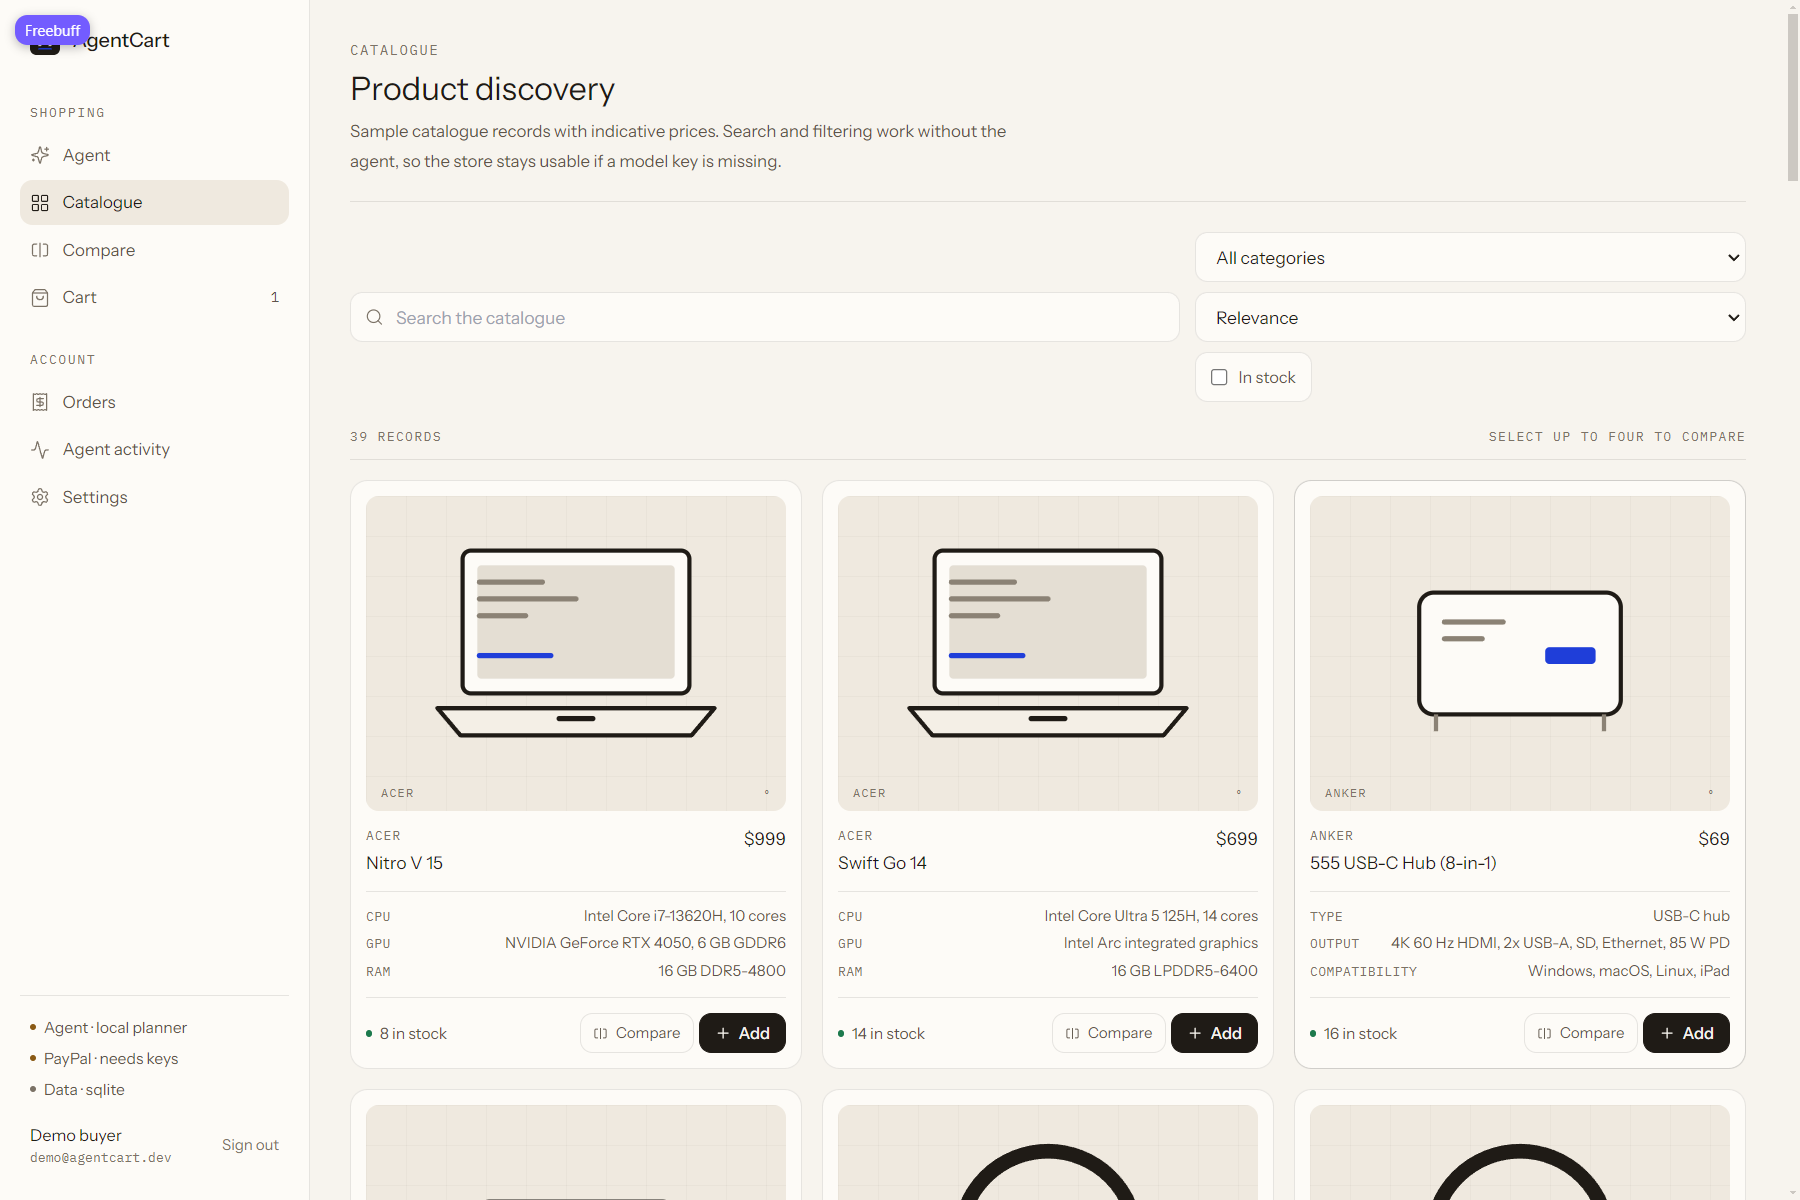 Freebuff
AgentCart
SHOPPING
Agent
Catalogue
Compare
Cart 1
ACCOUNT
Orders
Agent activity
Settings
Agent · local planner
PayPal · needs keys
Data · sqlite
Demo buyer
demo@agentcart.dev
Sign out
CATALOGUE
Product discovery
Sample catalogue records with indicative prices. Search and filtering work without the
agent, so the store stays usable if a model key is missing.
All categories
Search the catalogue
Relevance
In stock
39 RECORDS
SELECT UP TO FOUR TO COMPARE
ACER
ACER
$999
Nitro V 15
CPU Intel Core i7-13620H, 10 cores
GPU NVIDIA GeForce RTX 4050, 6 GB GDDR6
RAM 16 GB DDR5-4800
8 in stock
Compare
+ Add
ACER
ACER
$699
Swift Go 14
CPU Intel Core Ultra 5 125H, 14 cores
GPU Intel Arc integrated graphics
RAM 16 GB LPDDR5-6400
14 in stock
Compare
+ Add
ANKER
ANKER
$69
555 USB-C Hub (8-in-1)
TYPE USB-C hub
OUTPUT 4K 60 Hz HDMI, 2x USB-A, SD, Ethernet, 85 W PD
COMPATIBILITY Windows, macOS, Linux, iPad
16 in stock
Compare
+ Add